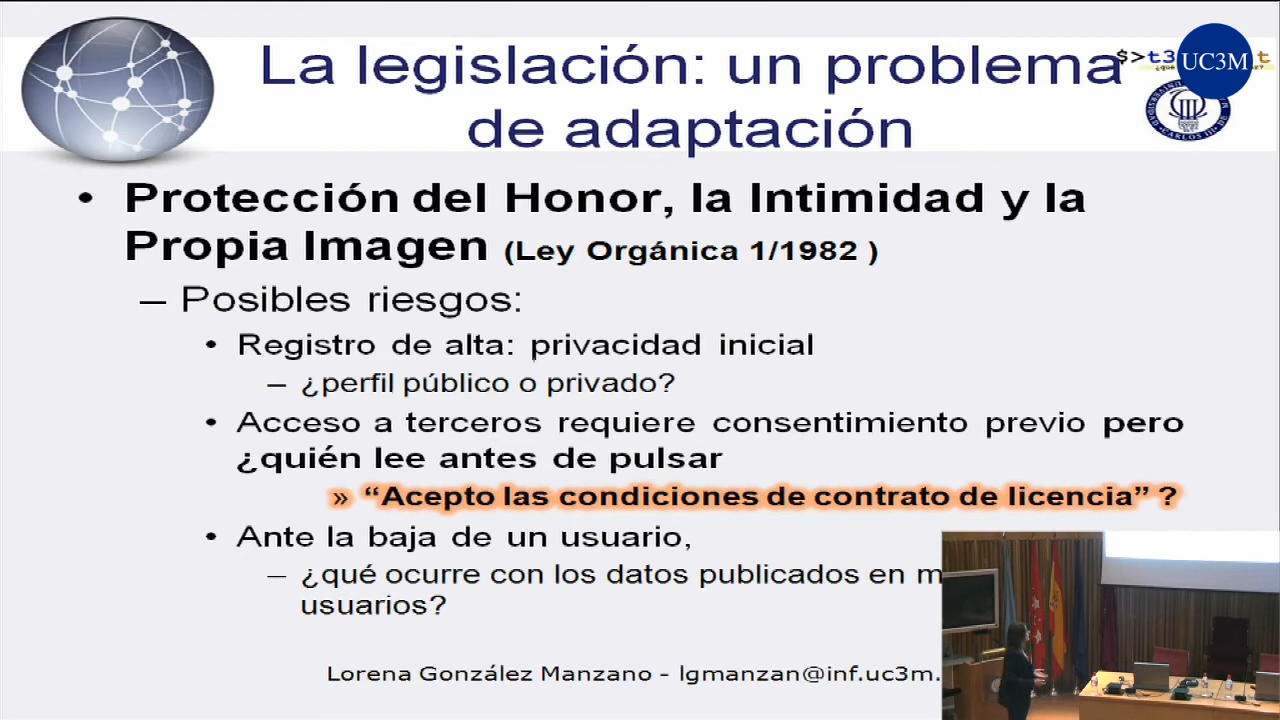 La legislación: un problema
de adaptación
$>t3
t
UC3M
• Protección del Honor, la Intimidad y la
Propia Imagen (Ley Orgánica 1/1982 )
– Posibles riesgos:
• Registro de alta: privacidad inicial
– ¿perfil público o privado?
• Acceso a terceros requiere consentimiento previo pero
¿quién lee antes de pulsar
» “Acepto las condiciones de contrato de licencia” ?
• Ante la baja de un usuario,
– ¿qué ocurre con los datos publicados en m
usuarios?
Lorena González Manzano - lgmanzan@inf.uc3m.